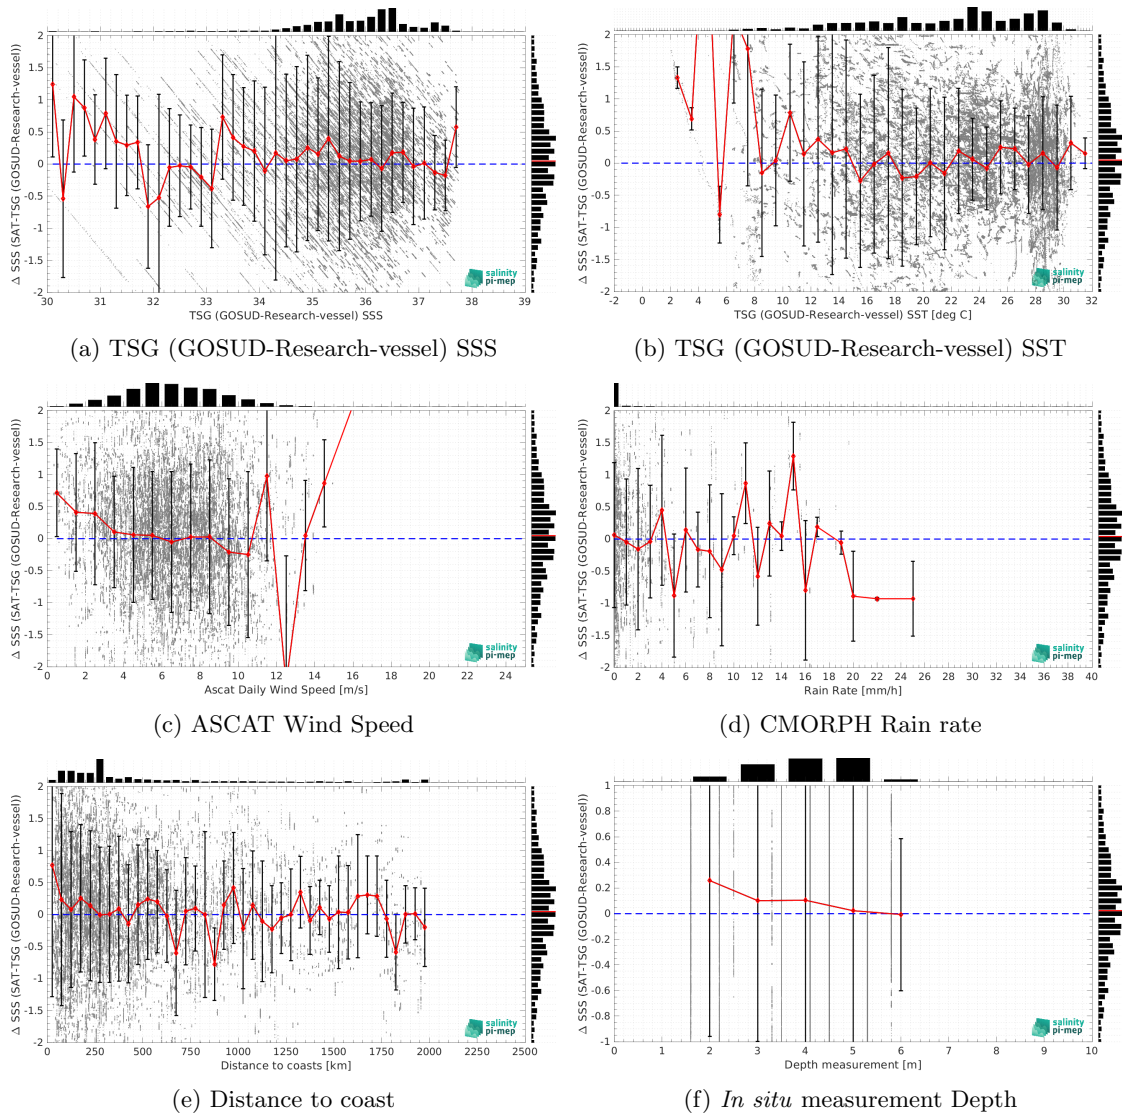 Δ SSS (SAT-TSG (GOSUD-Research-vessel))
2
1.5
1
0.5
0
-0.5
-1
-1.5
-2
30 31 32 33 34 35 36 37 38 39
TSG (GOSUD-Research-vessel) SSS
salinity
pi-mep
(a) TSG (GOSUD-Research-vessel) SSS
Δ SSS (SAT-TSG (GOSUD-Research-vessel))
2
1.5
1
0.5
0
-0.5
-1
-1.5
-2
-2 0 2 4 6 8 10 12 14 16 18 20 22 24 26 28 30 32
TSG (GOSUD-Research-vessel) SST [deg C]
salinity
pi-mep
(b) TSG (GOSUD-Research-vessel) SST
Δ SSS (SAT-TSG (GOSUD-Research-vessel))
2
1.5
1
0.5
0
-0.5
-1
-1.5
-2
0 2 4 6 8 10 12 14 16 18 20 22 24
Ascat Daily Wind Speed [m/s]
salinity
pi-mep
(c) ASCAT Wind Speed
Δ SSS (SAT-TSG (GOSUD-Research-vessel))
2
1.5
1
0.5
0
-0.5
-1
-1.5
-2
0 2 4 6 8 10 12 14 16 18 20 22 24 26 28 30 32 34 36 38 40
Rain Rate [mm/h]
salinity
pi-mep
(d) CMORPH Rain rate
Δ SSS (SAT-TSG (GOSUD-Research-vessel))
2
1.5
1
0.5
0
-0.5
-1
-1.5
-2
0 250 500 750 1000 1250 1500 1750 2000 2250 2500
Distance to coasts [km]
salinity
pi-mep
(e) Distance to coast
Δ SSS (SAT-TSG (GOSUD-Research-vessel))
1
0.8
0.6
0.4
0.2
0
-0.2
-0.4
-0.6
-0.8
-1
0 1 2 3 4 5 6 7 8 9 10
Depth measurement [m]
salinity
pi-mep
(f) In situ measurement Depth